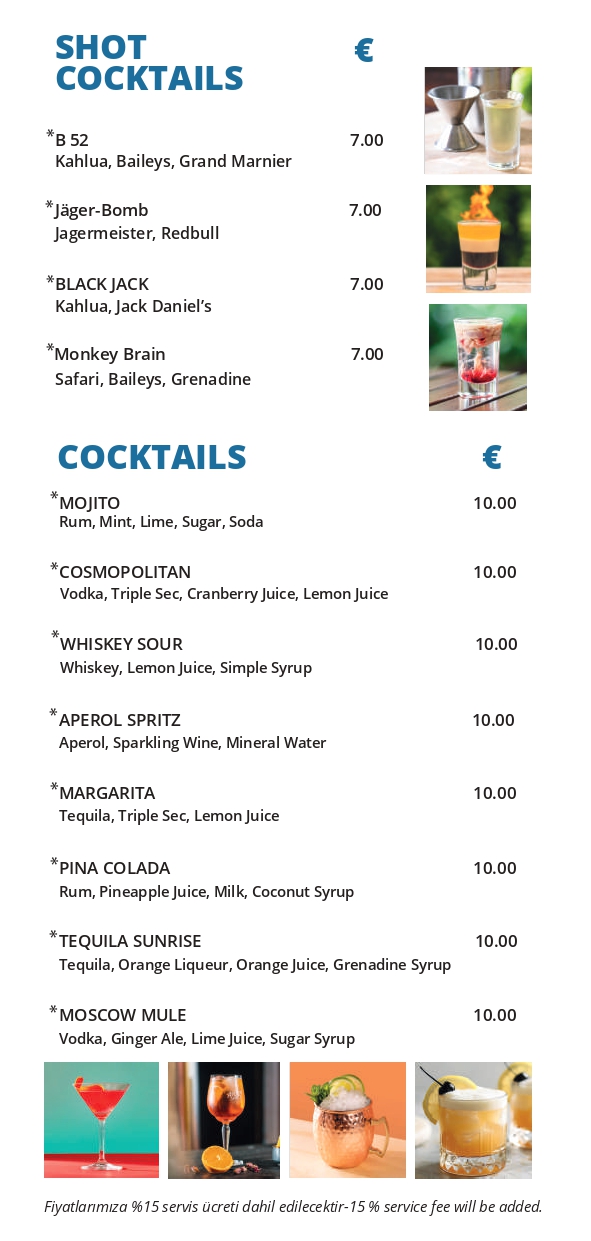 SHOT
COCKTAILS
€
*B 52 7.00
Kahlua, Baileys, Grand Marnier
*Jäger-Bomb 7.00
Jagermeister, Redbull
*BLACK JACK 7.00
Kahlua, Jack Daniel's
*Monkey Brain 7.00
Safari, Baileys, Grenadine
COCKTAILS €
*MOJITO 10.00
Rum, Mint, Lime, Sugar, Soda
*COSMOPOLITAN 10.00
Vodka, Triple Sec, Cranberry Juice, Lemon Juice
*WHISKEY SOUR 10.00
Whiskey, Lemon Juice, Simple Syrup
*APEROL SPRITZ 10.00
Aperol, Sparkling Wine, Mineral Water
*MARGARITA 10.00
Tequila, Triple Sec, Lemon Juice
*PINA COLADA 10.00
Rum, Pineapple Juice, Milk, Coconut Syrup
*TEQUILA SUNRISE 10.00
Tequila, Orange Liqueur, Orange Juice, Grenadine Syrup
*MOSCOW MULE 10.00
Vodka, Ginger Ale, Lime Juice, Sugar Syrup
Fiyatlarımıza %15 servis ücreti dahil edilecektir-15 % service fee will be added.